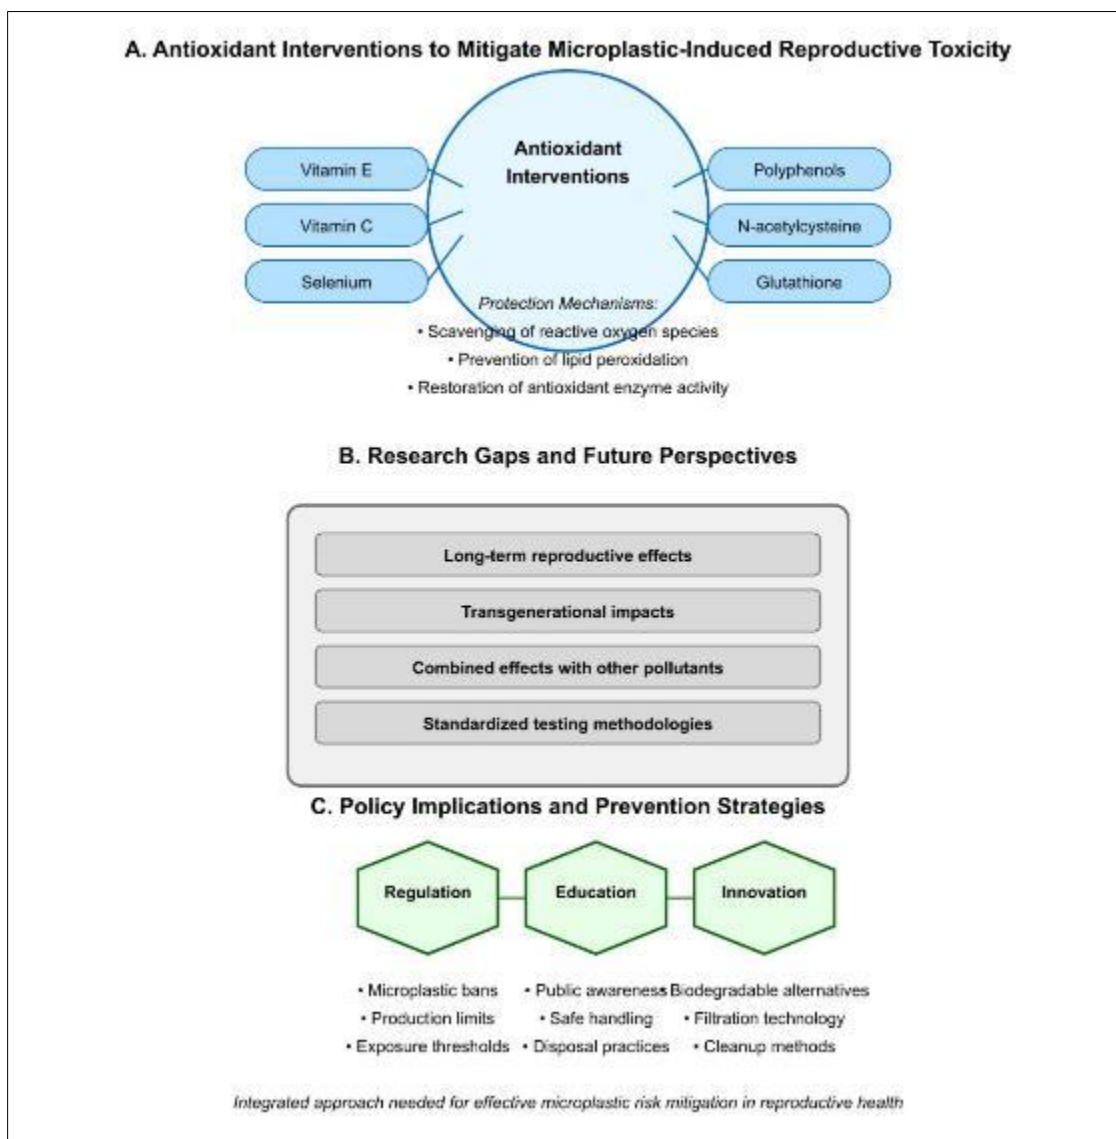 A. Antioxidant Interventions to Mitigate Microplastic-Induced Reproductive Toxicity
Antioxidant
Interventions
Vitamin E
Vitamin C
Selenium
Polyphenols
N-acetylcysteine
Glutathione
Protection Mechanisms:
• Scavenging of reactive oxygen species
• Prevention of lipid peroxidation
• Restoration of antioxidant enzyme activity
B. Research Gaps and Future Perspectives
Long-term reproductive effects
Transgenerational impacts
Combined effects with other pollutants
Standardized testing methodologies
C. Policy Implications and Prevention Strategies
Regulation
Education
Innovation
• Microplastic bans
• Production limits
• Exposure thresholds
• Public awareness
• Safe handling
• Disposal practices
• Biodegradable alternatives
• Filtration technology
• Cleanup methods
Integrated approach needed for effective microplastic risk mitigation in reproductive health